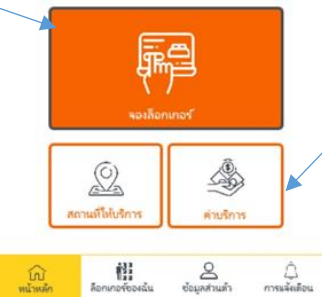 จองล็อกเกอร์
สถานที่ให้บริการ
ค่าบริการ
หน้าหลัก
ล็อกเกอร์ของฉัน
ข้อมูลส่วนตัว
การแจ้งเตือน